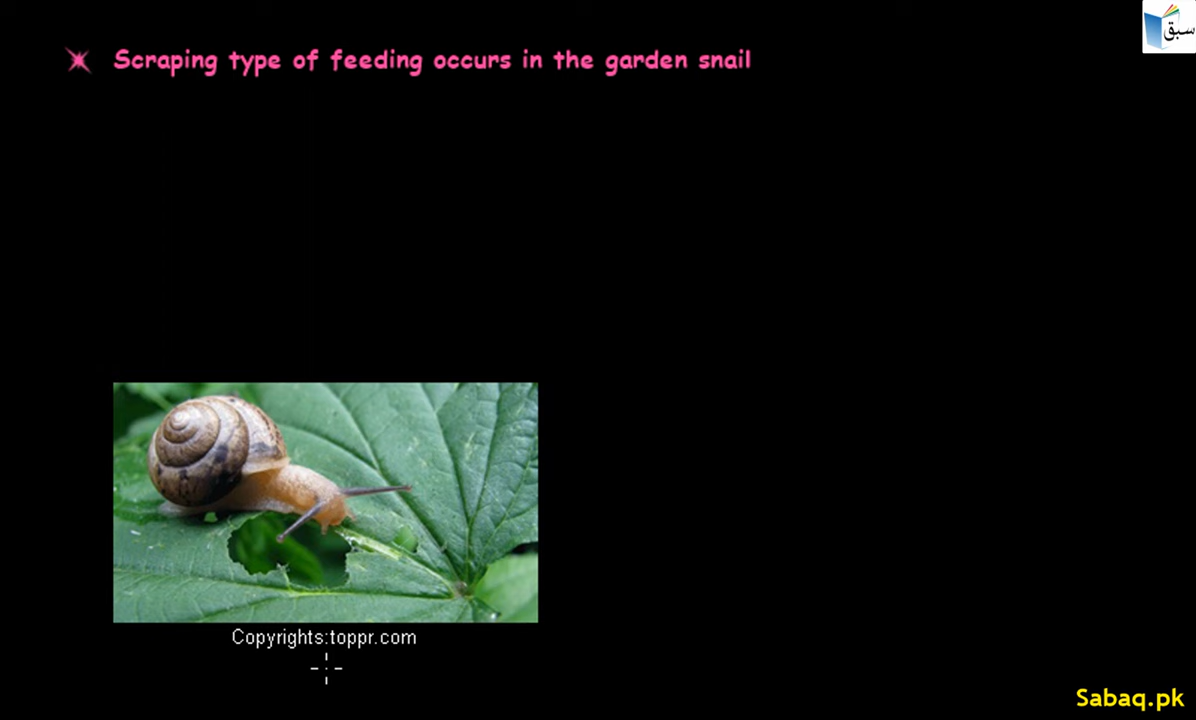 سبق
Scraping type of feeding occurs in the garden snail
Copyrights:toppr.com
Sabaq.pk